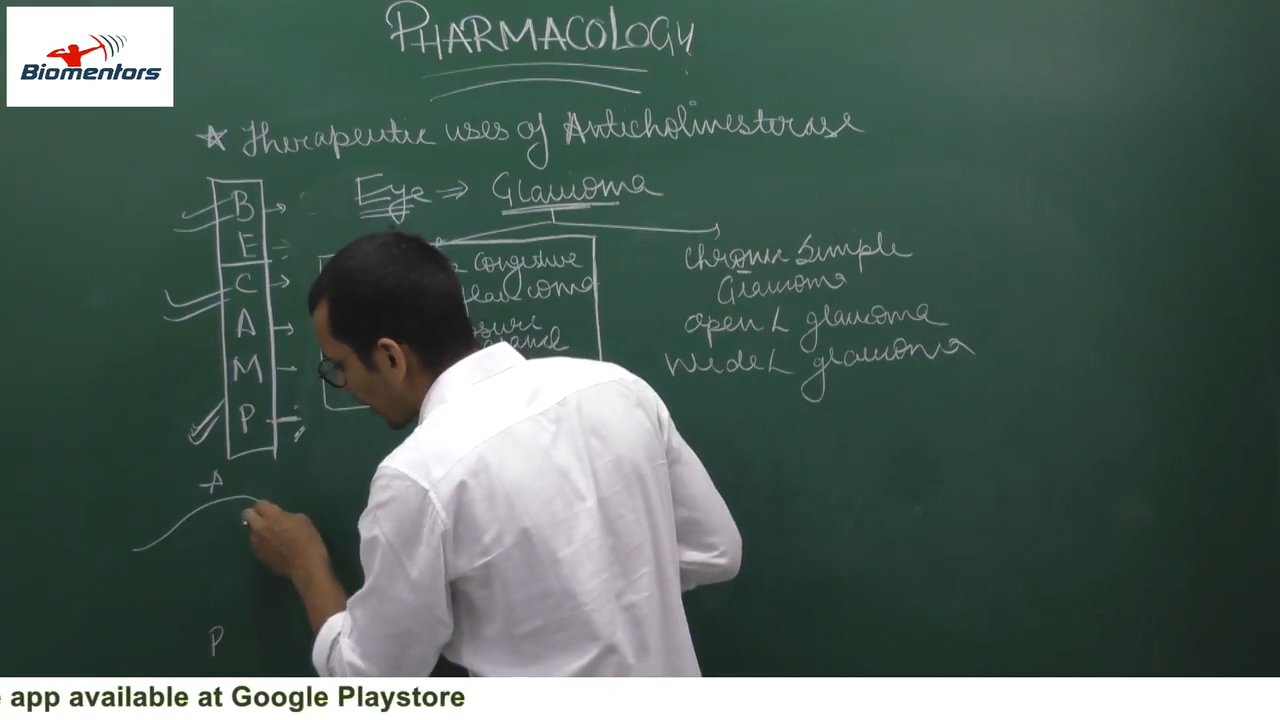 Biomentors
PHARMACOLOGY
★ Therapeutic uses of Anticholinesterase
B
E
C
A
M
P
Eye ⇒ Glaucoma
Congestive
Chronic Simple
Glaucoma
open L glaucoma
Wide L glaucoma
A
P
app available at Google Playstore